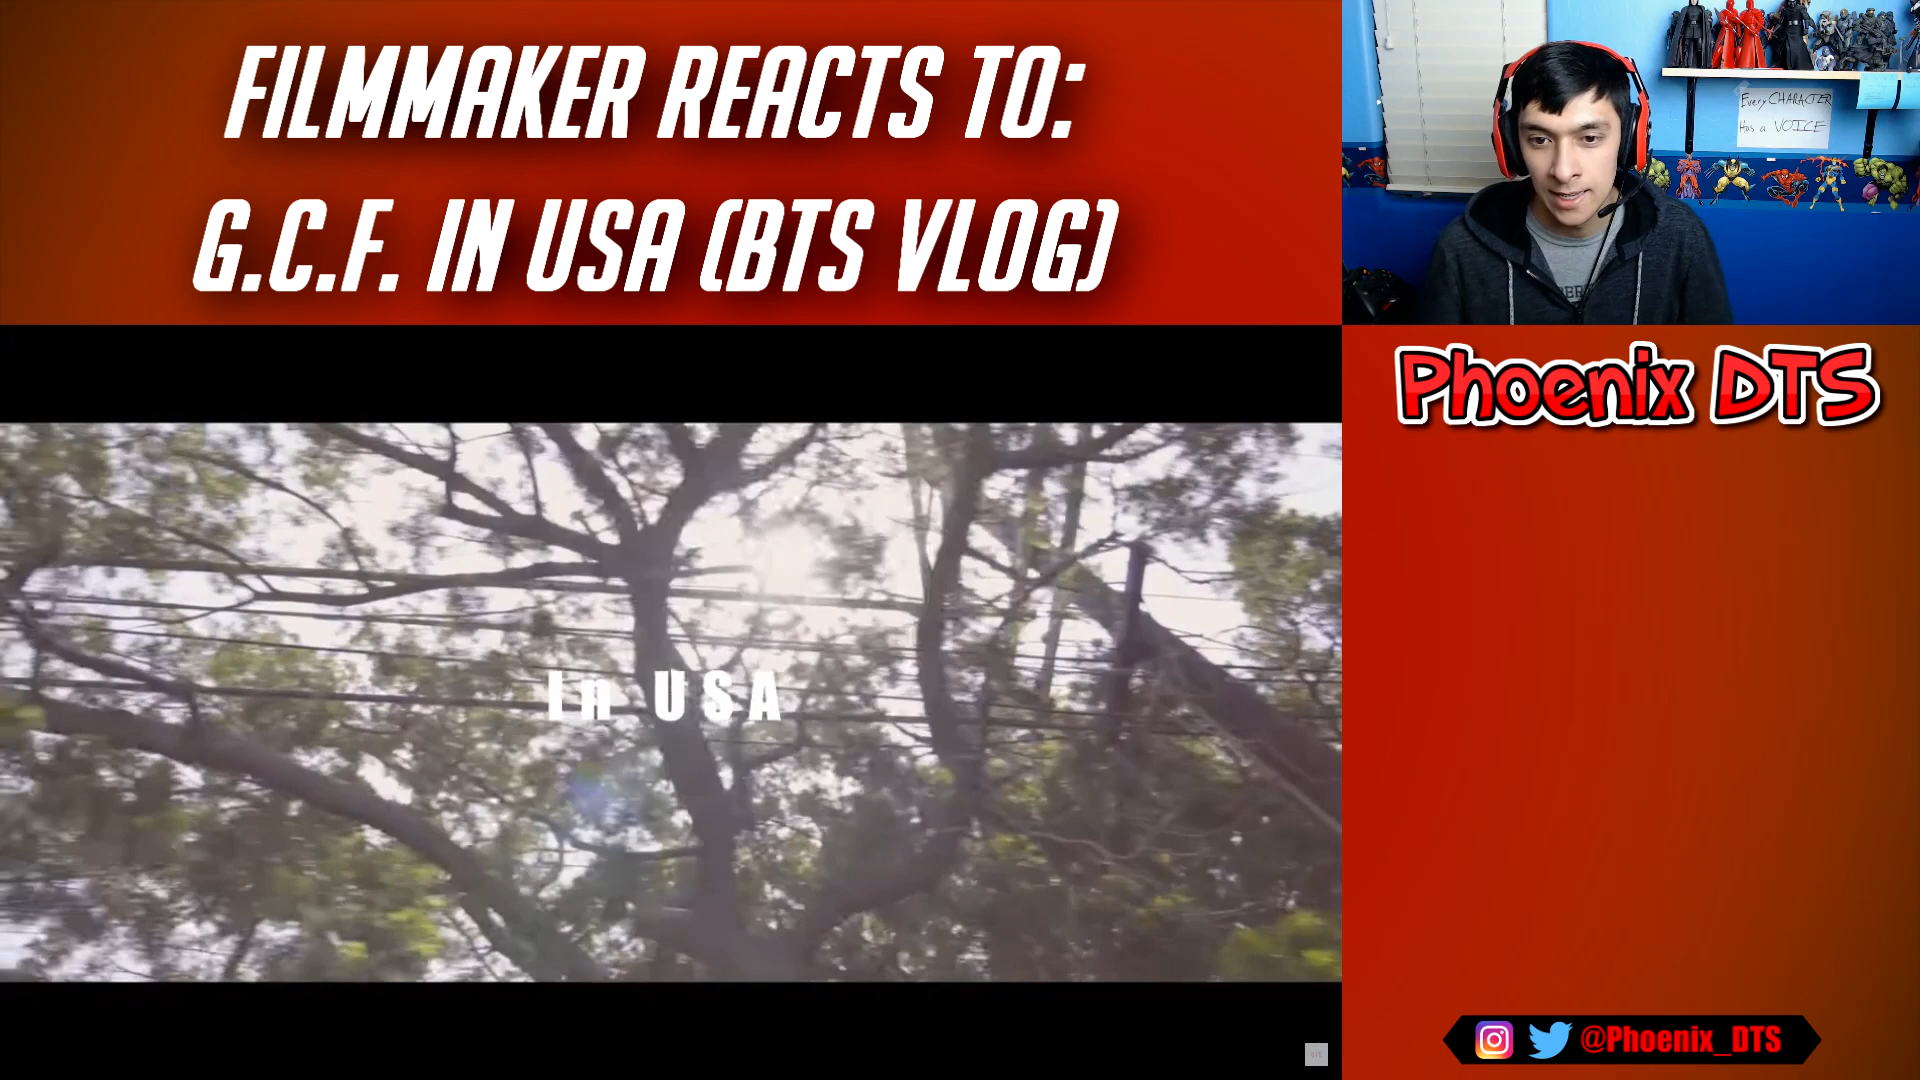 FILMMAKER REACTS TO:
G.C.F. IN USA (BTS VLOG)
Every CHARACTER
Has a VOICE
Phoenix DTS
In USA
@Phoenix_DTS